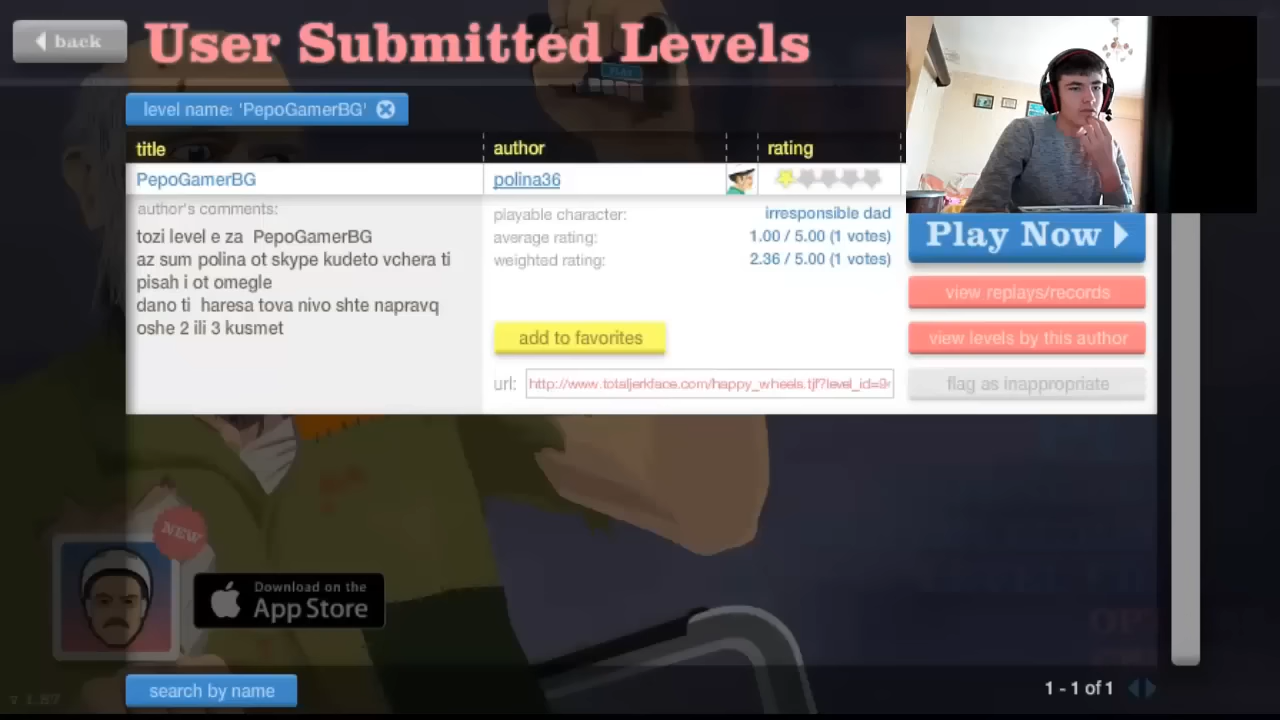 back
User Submitted Levels
level name: 'PepoGamerBG'
title
author
rating
PepoGamerBG
polina36
author's comments:
tozi level e za PepoGamerBG
az sum polina ot skype kudeto vchera ti
pisah i ot omegle
dano ti haresa tova nivo shte napravq
oshe 2 ili 3 kusmet
playable character: irresponsible dad
average rating: 1.00 / 5.00 (1 votes)
weighted rating: 2.36 / 5.00 (1 votes)
add to favorites
url: http://www.totaljerkface.com/happy_wheels.tjf?level_id=9
Play Now
view replays/records
view levels by this author
flag as inappropriate
NEW
Download on the
App Store
search by name
1 - 1 of 1
v 1.87